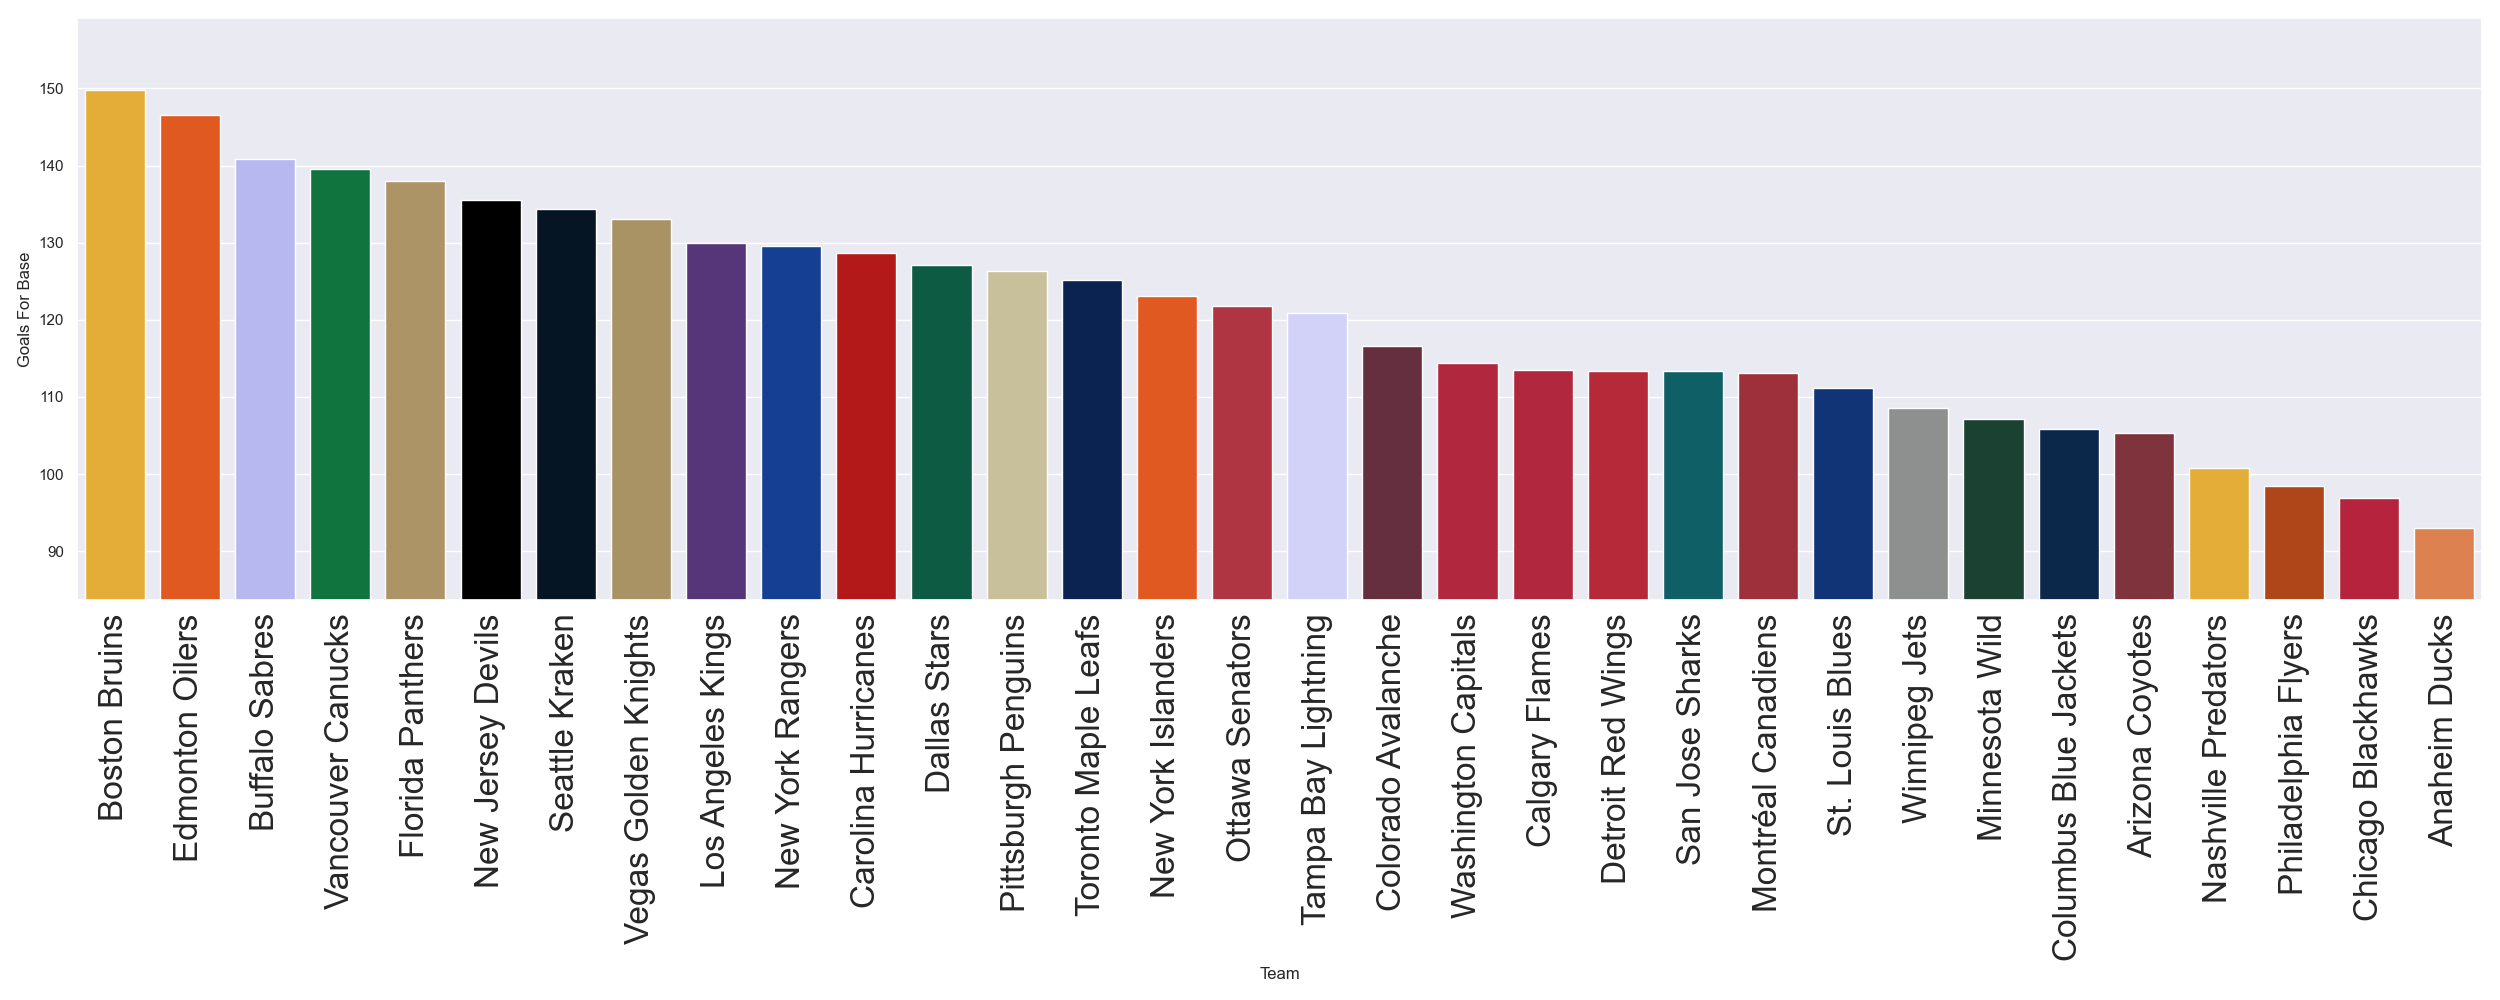 150
140
130
120
110
100
90
Goals For Base
Boston Bruins
Edmonton Oilers
Buffalo Sabres
Vancouver Canucks
Florida Panthers
New Jersey Devils
Seattle Kraken
Vegas Golden Knights
Los Angeles Kings
New York Rangers
Carolina Hurricanes
Dallas Stars
Pittsburgh Penguins
Toronto Maple Leafs
New York Islanders
Ottawa Senators
Tampa Bay Lightning
Colorado Avalanche
Washington Capitals
Calgary Flames
Detroit Red Wings
San Jose Sharks
Montréal Canadiens
St. Louis Blues
Winnipeg Jets
Minnesota Wild
Columbus Blue Jackets
Arizona Coyotes
Nashville Predators
Philadelphia Flyers
Chicago Blackhawks
Anaheim Ducks
Team